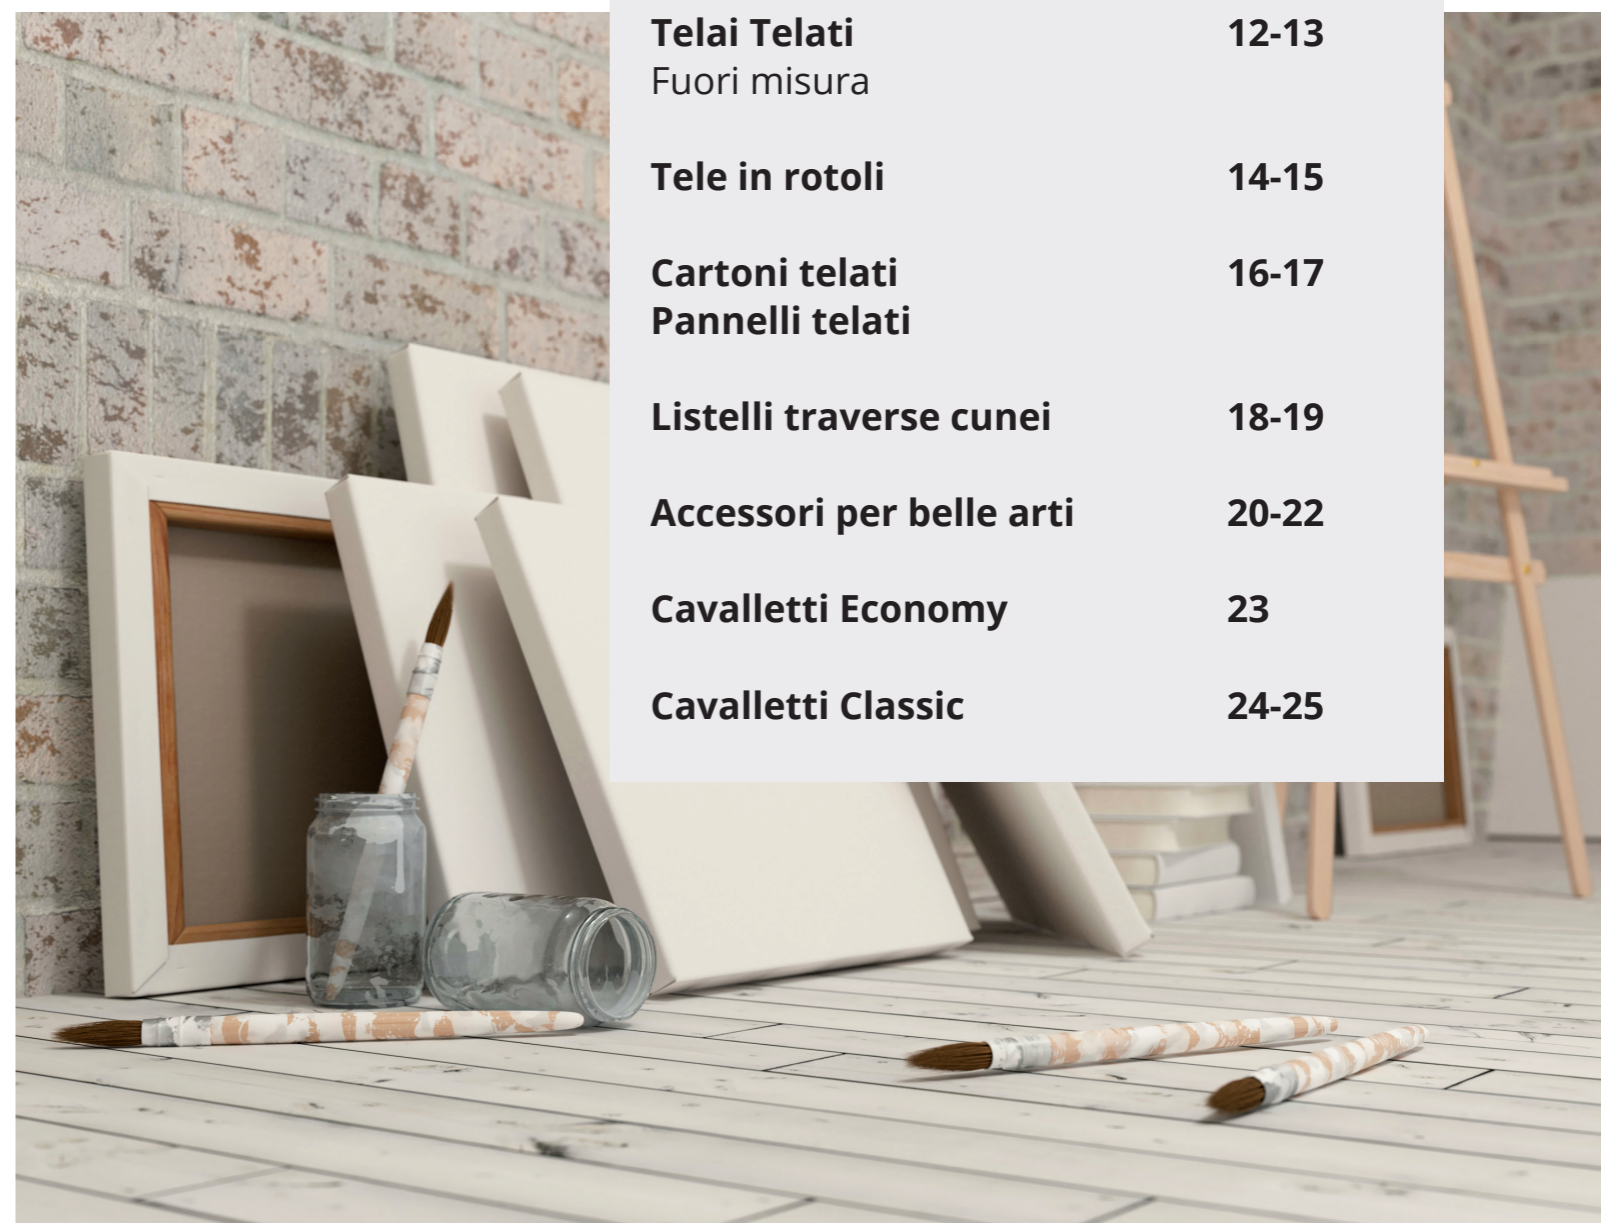 Telai Telati 12-13
Fuori misura
Tele in rotoli 14-15
Cartoni telati 16-17
Pannelli telati
Listelli traverse cunei 18-19
Accessori per belle arti 20-22
Cavalletti Economy 23
Cavalletti Classic 24-25